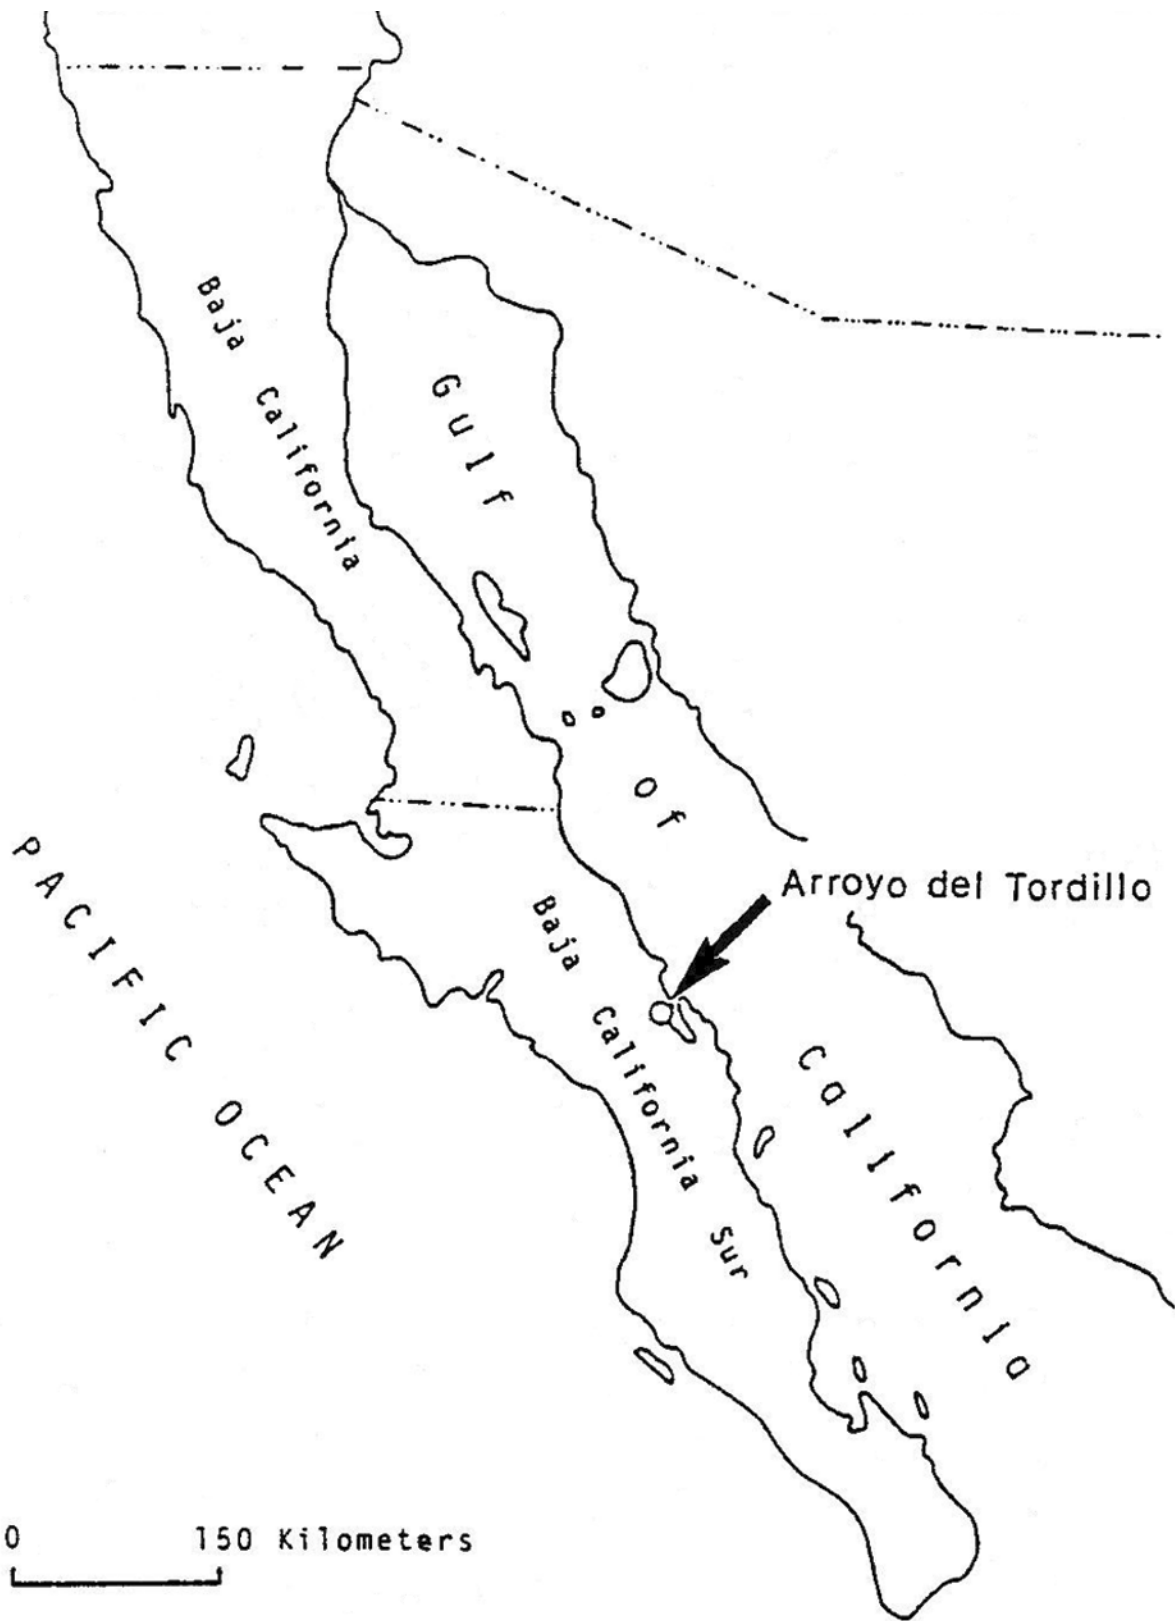 Baja California
Gulf
of
California
PACIFIC OCEAN
Arroyo del Tordillo
Baja California Sur
0 150 Kilometers